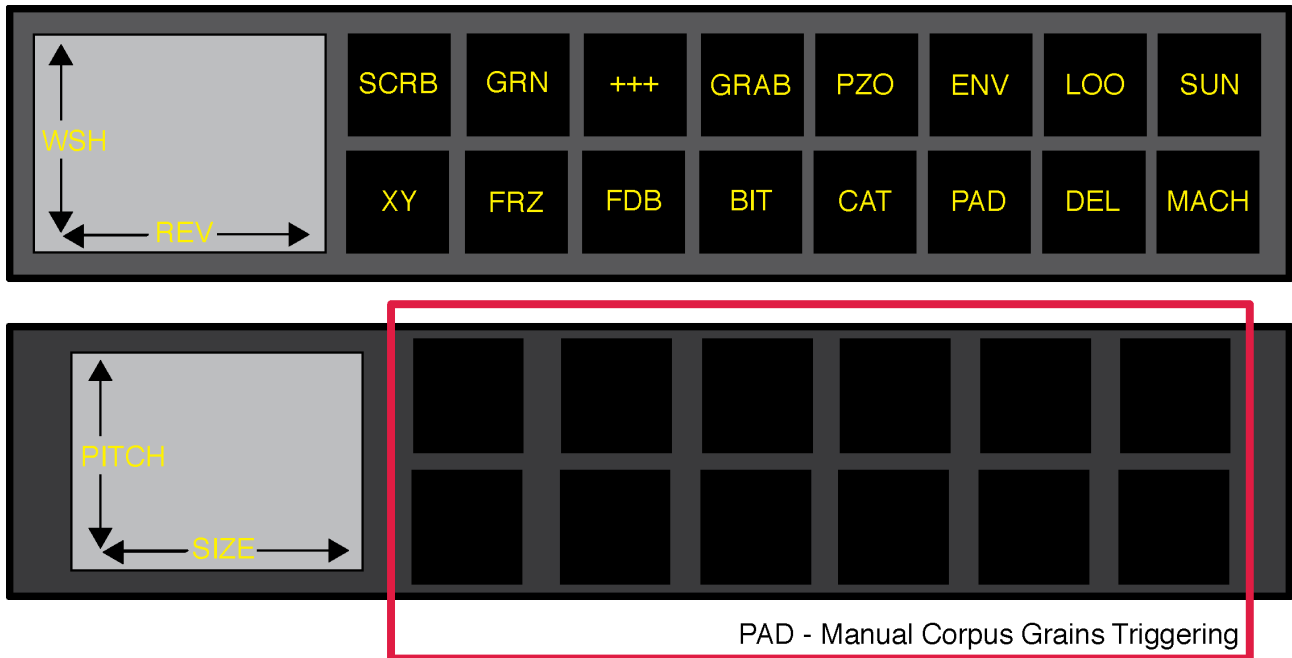 SCRB GRN +++ GRAB PZO ENV LOO SUN
WSH
XY FRZ FDB BIT CAT PAD DEL MACH
REV
PITCH
SIZE
PAD - Manual Corpus Grains Triggering